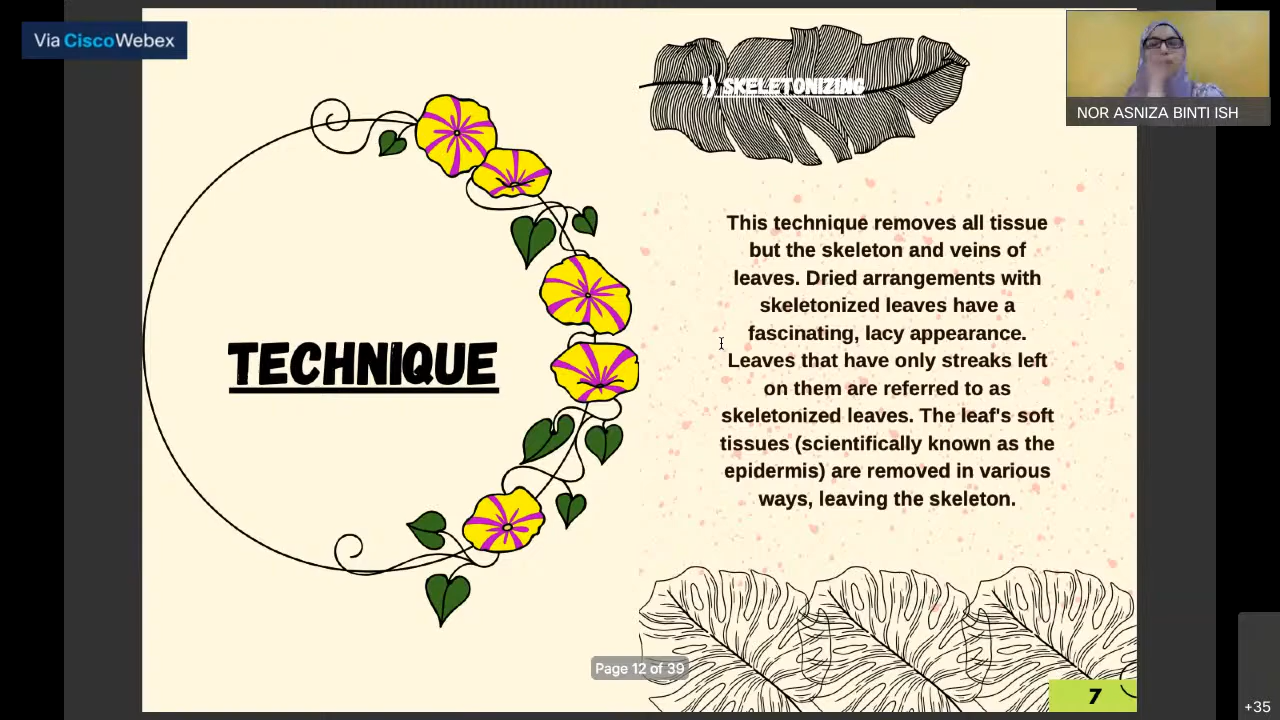 Via CiscoWebex
1) SKELETONIZING
NOR ASNIZA BINTI ISH
This technique removes all tissue
but the skeleton and veins of
leaves. Dried arrangements with
skeletonized leaves have a
fascinating, lacy appearance.
Leaves that have only streaks left
on them are referred to as
skeletonized leaves. The leaf's soft
tissues (scientifically known as the
epidermis) are removed in various
ways, leaving the skeleton.
TECHNIQUE
Page 12 of 39
7
+35